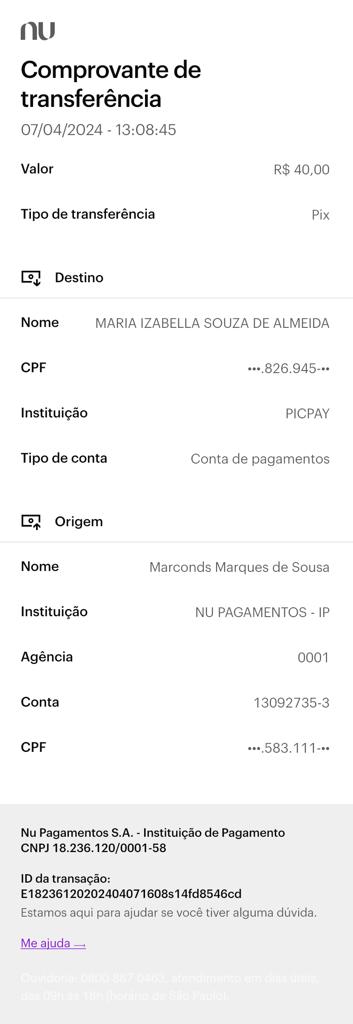 nu
Comprovante de
transferência
07/04/2024 - 13:08:45
Valor R$ 40,00
Tipo de transferência Pix
Destino
Nome MARIA IZABELLA SOUZA DE ALMEIDA
CPF •••.826.945-••
Instituição PICPAY
Tipo de conta Conta de pagamentos
Origem
Nome Marconds Marques de Sousa
Instituição NU PAGAMENTOS - IP
Agência 0001
Conta 13092735-3
CPF •••.583.111-••
Nu Pagamentos S.A. - Instituição de Pagamento
CNPJ 18.236.120/0001-58
ID da transação:
E18236120202404071608s14fd8546cd
Estamos aqui para ajudar se você tiver alguma dúvida.
Me ajuda →
Ouvidoria: 0800 887 0463, atendimento em dias úteis,
das 09h às 18h (horário de São Paulo).